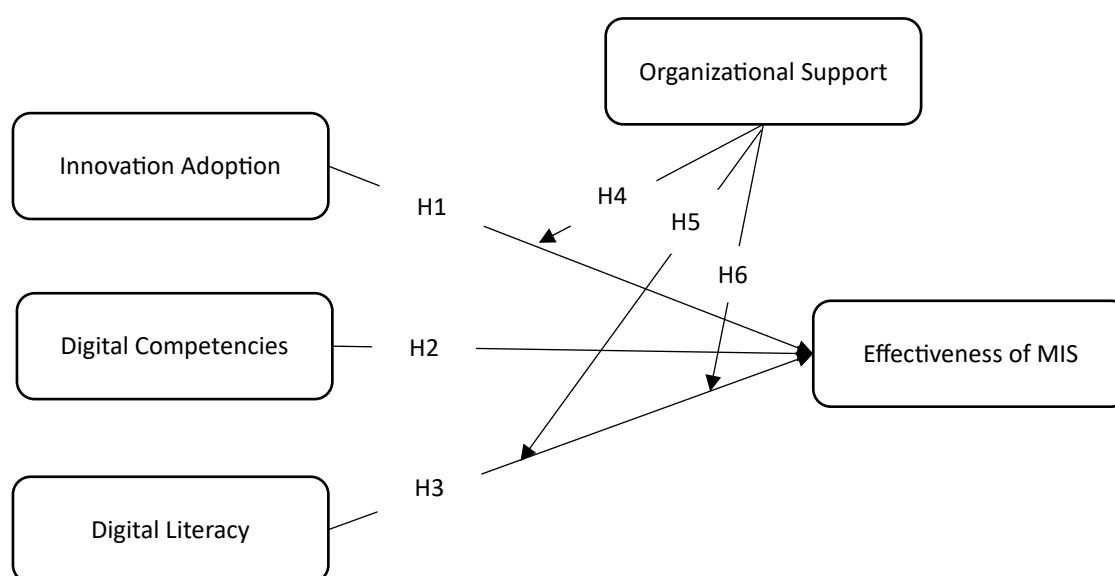 Organizational Support
Innovation Adoption
H1
H4
H5
H6
Digital Competencies
H2
Effectiveness of MIS
Digital Literacy
H3